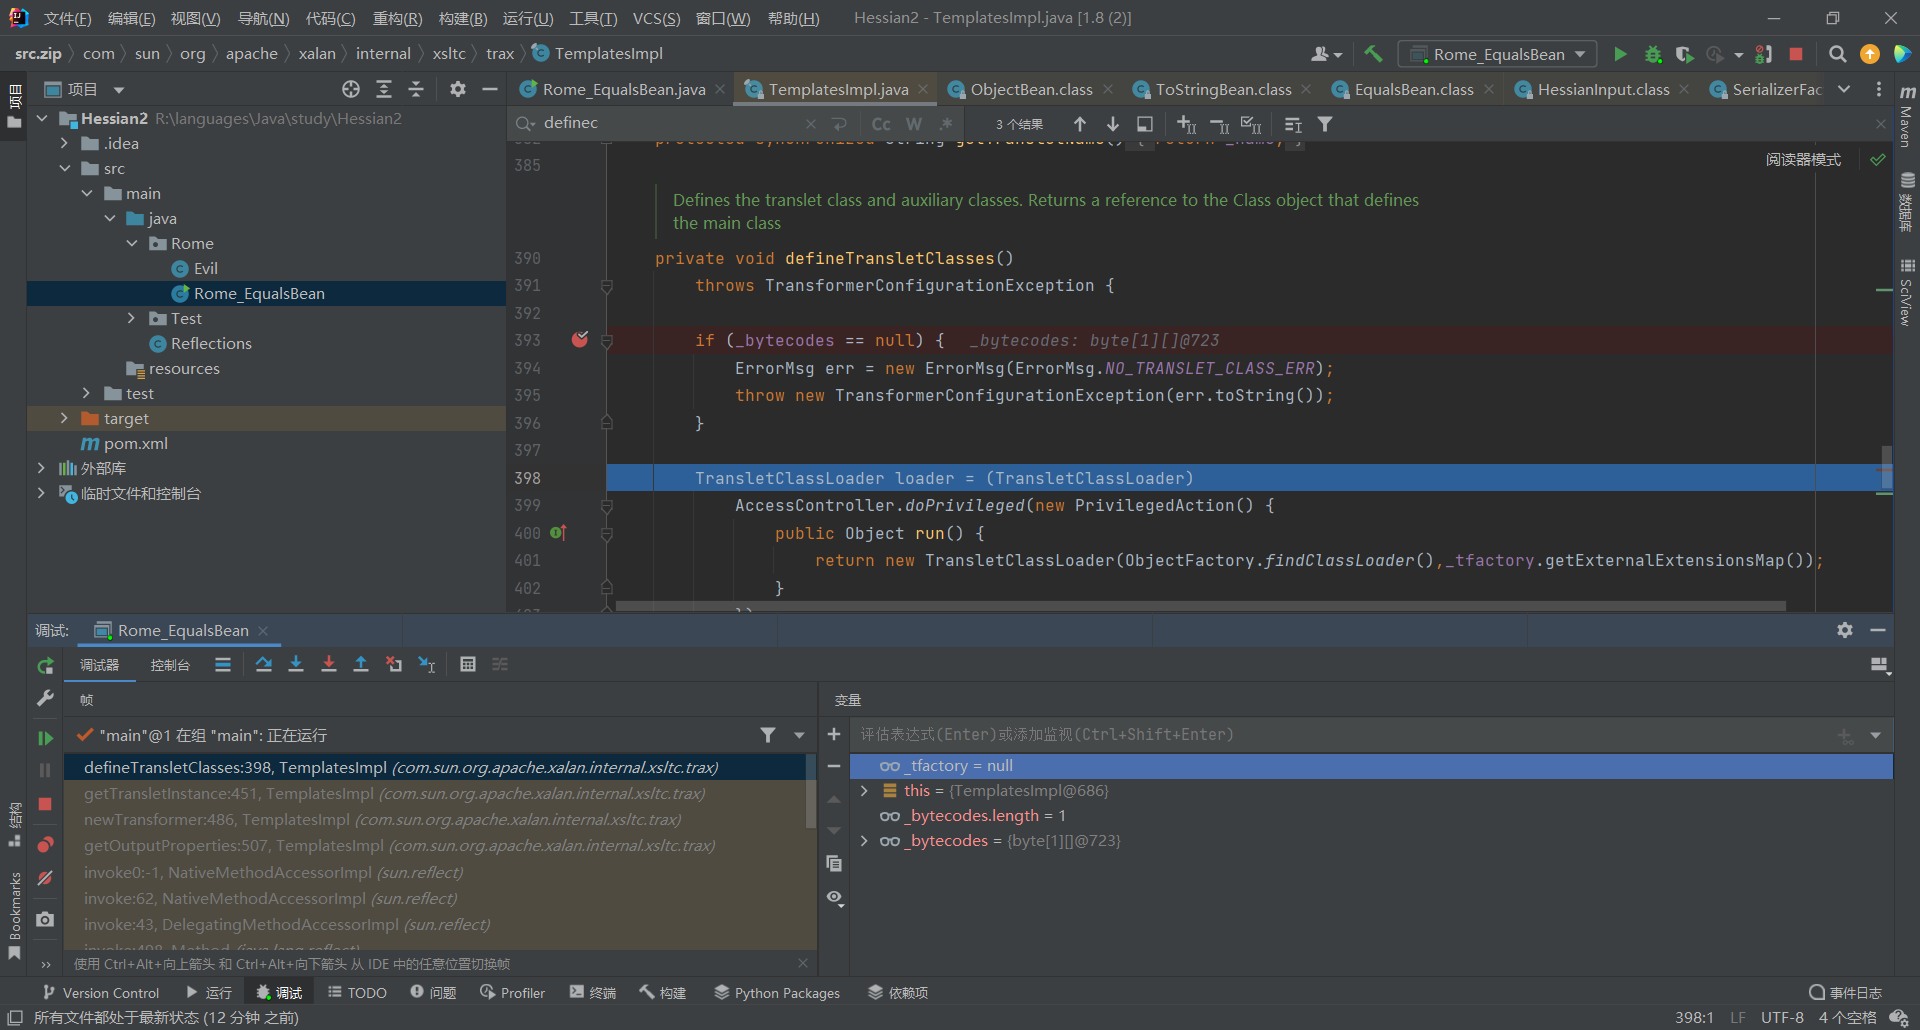 文件(F) 编辑(E) 视图(V) 导航(N) 代码(C) 重构(R) 构建(B) 运行(U) 工具(T) VCS(S) 窗口(W) 帮助(H) Hessian2 - TemplatesImpl.java [1.8 (2)]
src.zip com sun org apache xalan internal xsltc trax TemplatesImpl Rome_EqualsBean
项目 项目 Rome_EqualsBean.java TemplatesImpl.java ObjectBean.class ToStringBean.class EqualsBean.class HessianInput.class SerializerFac
Hessian2 R:\languages\Java\study\Hessian2
.idea
src
main
java
Rome
Evil
Rome_EqualsBean
Test
Reflections
resources
test
target
pom.xml
外部库
临时文件和控制台
definec Cc W .* 3 个结果
阅读器模式
385
Defines the translet class and auxiliary classes. Returns a reference to the Class object that defines
the main class
390 private void defineTransletClasses()
391 throws TransformerConfigurationException {
392
393 if (_bytecodes == null) { _bytecodes: byte[1][]@723
394 ErrorMsg err = new ErrorMsg(ErrorMsg.NO_TRANSLET_CLASS_ERR);
395 throw new TransformerConfigurationException(err.toString());
396 }
397
398 TransletClassLoader loader = (TransletClassLoader)
399 AccessController.doPrivileged(new PrivilegedAction() {
400 public Object run() {
401 return new TransletClassLoader(ObjectFactory.findClassLoader(),_tfactory.getExternalExtensionsMap());
402 }
Maven
数据库
SciView
调试: Rome_EqualsBean
调试器 控制台
帧
变量
"main"@1 在组 "main": 正在运行
评估表达式(Enter)或添加监视(Ctrl+Shift+Enter)
defineTransletClasses:398, TemplatesImpl (com.sun.org.apache.xalan.internal.xsltc.trax)
getTransletInstance:451, TemplatesImpl (com.sun.org.apache.xalan.internal.xsltc.trax)
newTransformer:486, TemplatesImpl (com.sun.org.apache.xalan.internal.xsltc.trax)
getOutputProperties:507, TemplatesImpl (com.sun.org.apache.xalan.internal.xsltc.trax)
invoke0:-1, NativeMethodAccessorImpl (sun.reflect)
invoke:62, NativeMethodAccessorImpl (sun.reflect)
invoke:43, DelegatingMethodAccessorImpl (sun.reflect)
invoke:498, Method (java.lang.reflect)
_tfactory = null
this = {TemplatesImpl@686}
_bytecodes.length = 1
_bytecodes = {byte[1][]@723}
使用 Ctrl+Alt+向上箭头 和 Ctrl+Alt+向下箭头 从 IDE 中的任意位置切换帧
结构
Bookmarks
Version Control 运行 调试 TODO 问题 Profiler 终端 构建 Python Packages 依赖项 事件日志
所有文件都处于最新状态 (12 分钟 之前) 398:1 LF UTF-8 4 个空格